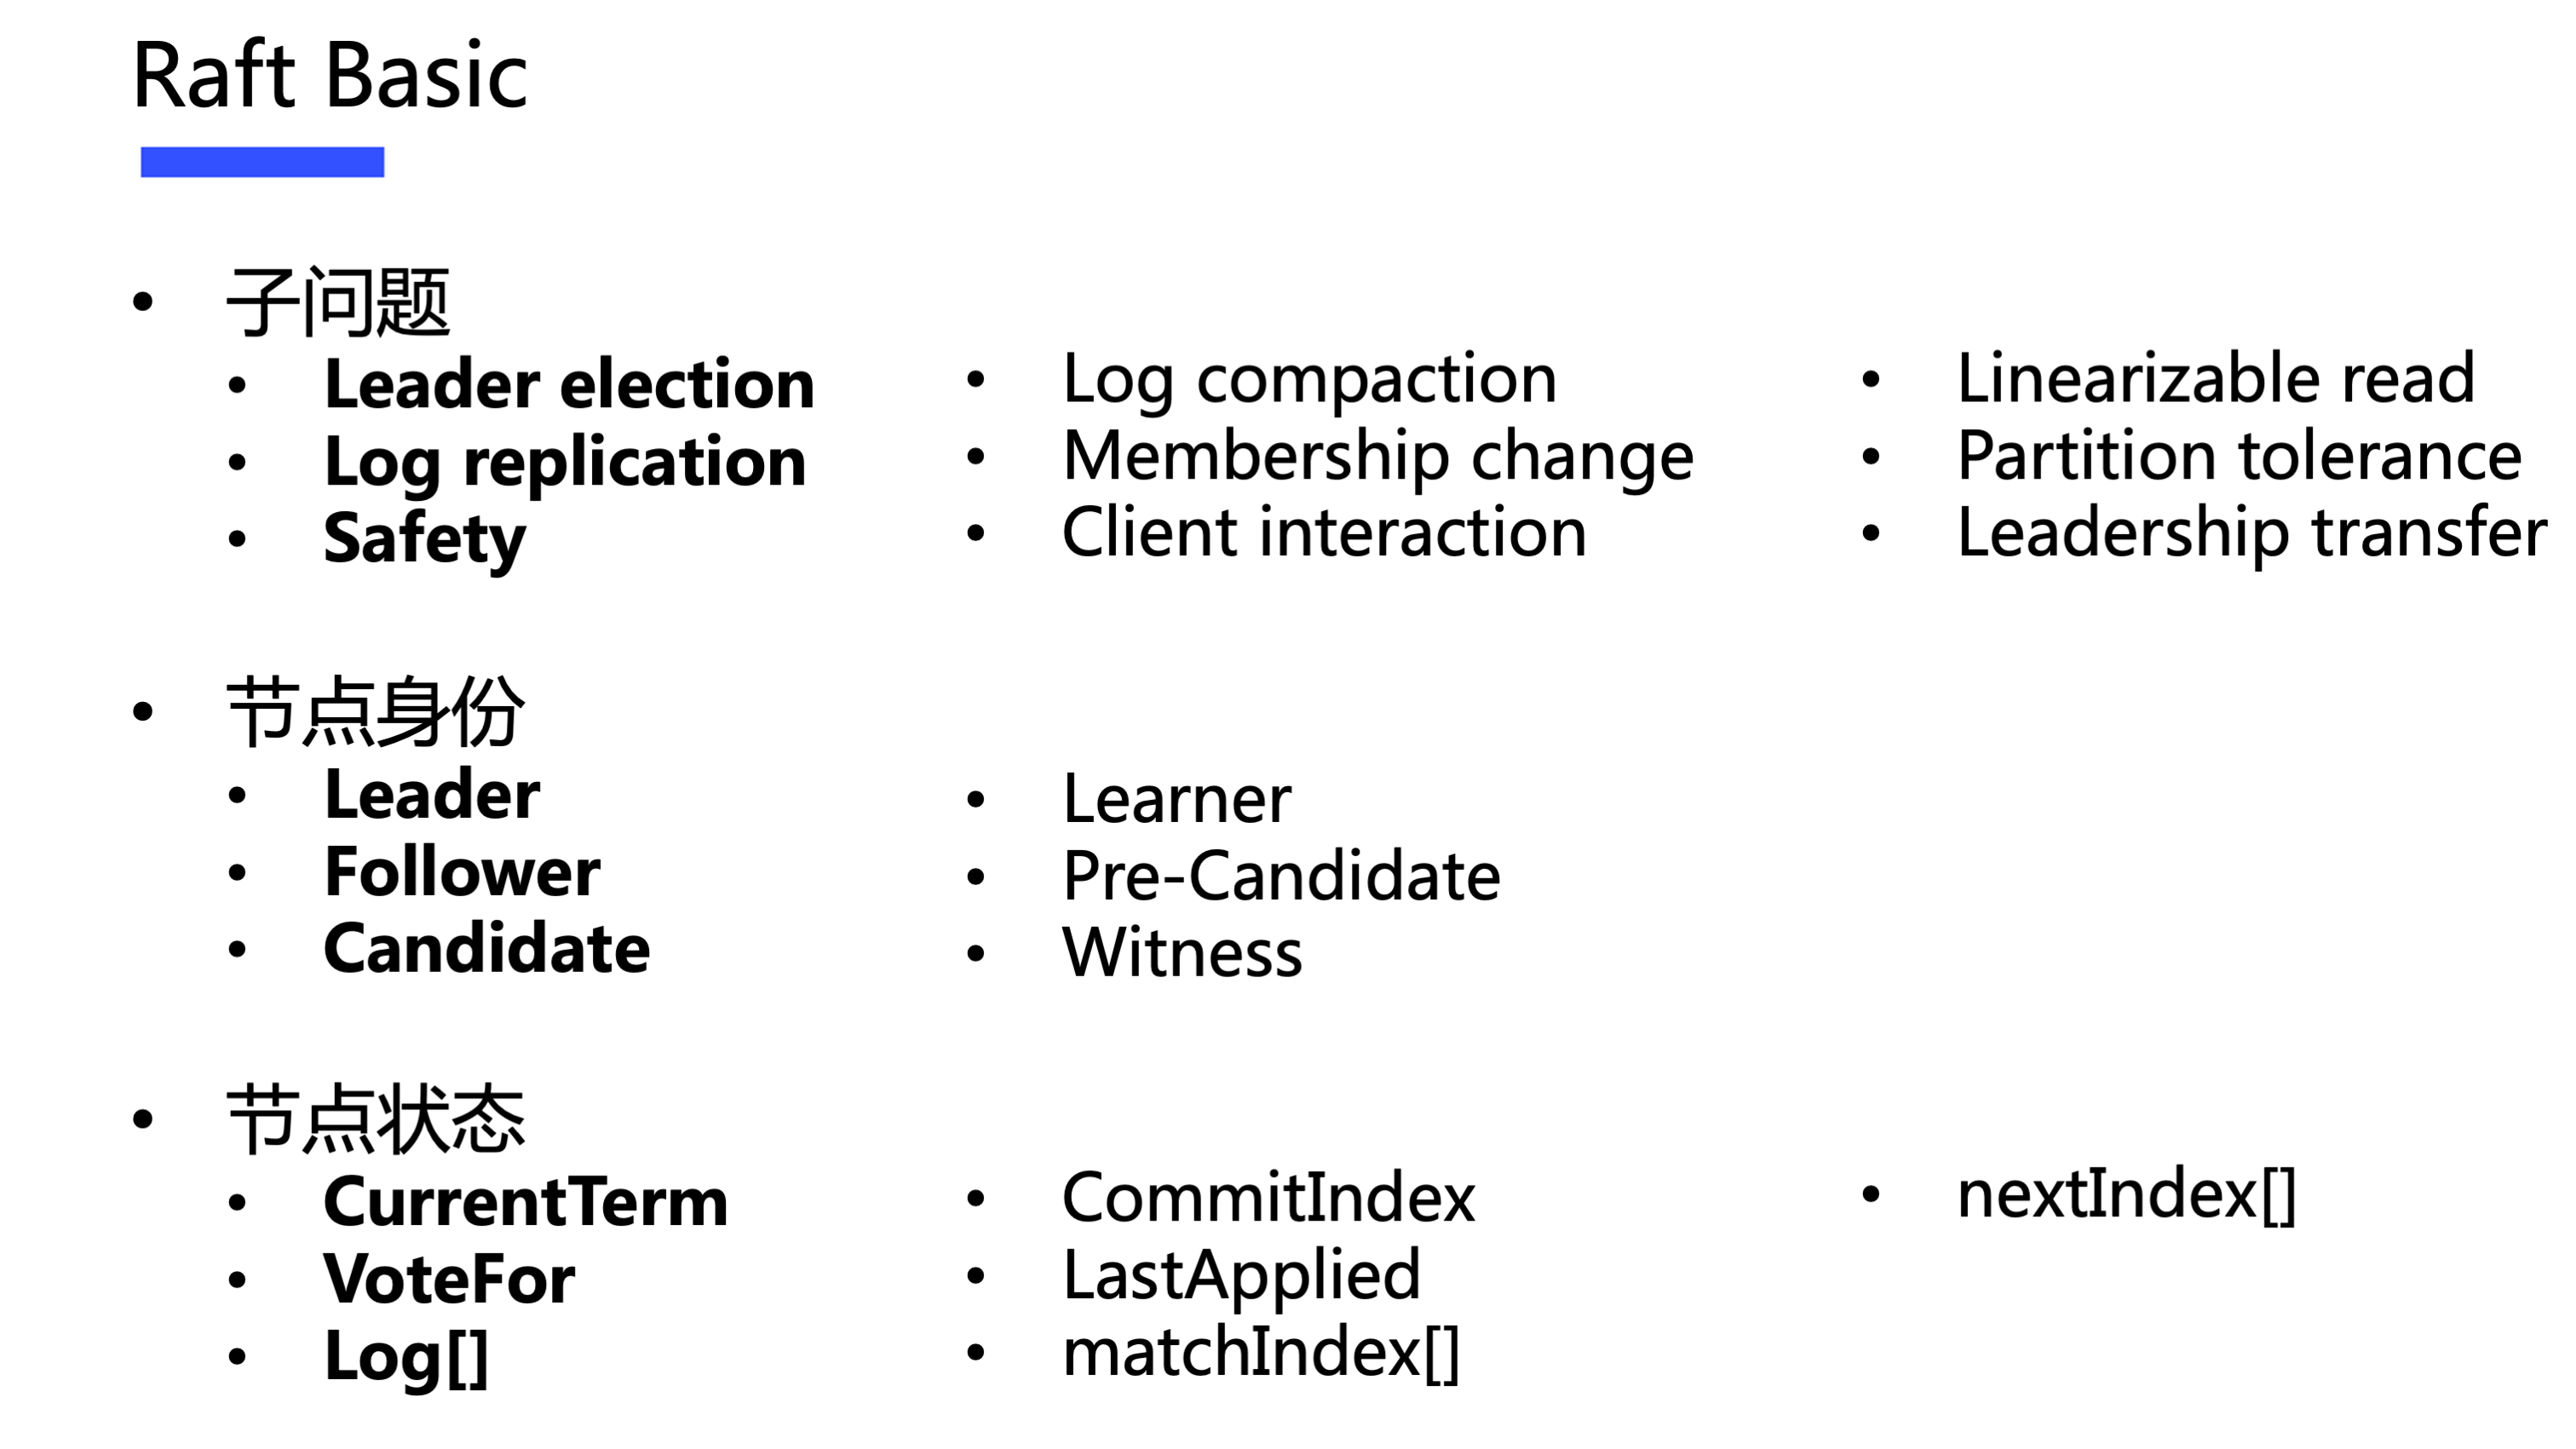 Raft Basic
子问题
Leader election
Log replication
Safety
Log compaction
Membership change
Client interaction
Linearizable read
Partition tolerance
Leadership transfer
节点身份
Leader
Follower
Candidate
Learner
Pre-Candidate
Witness
节点状态
CurrentTerm
VoteFor
Log[]
CommitIndex
LastApplied
matchIndex[]
nextIndex[]